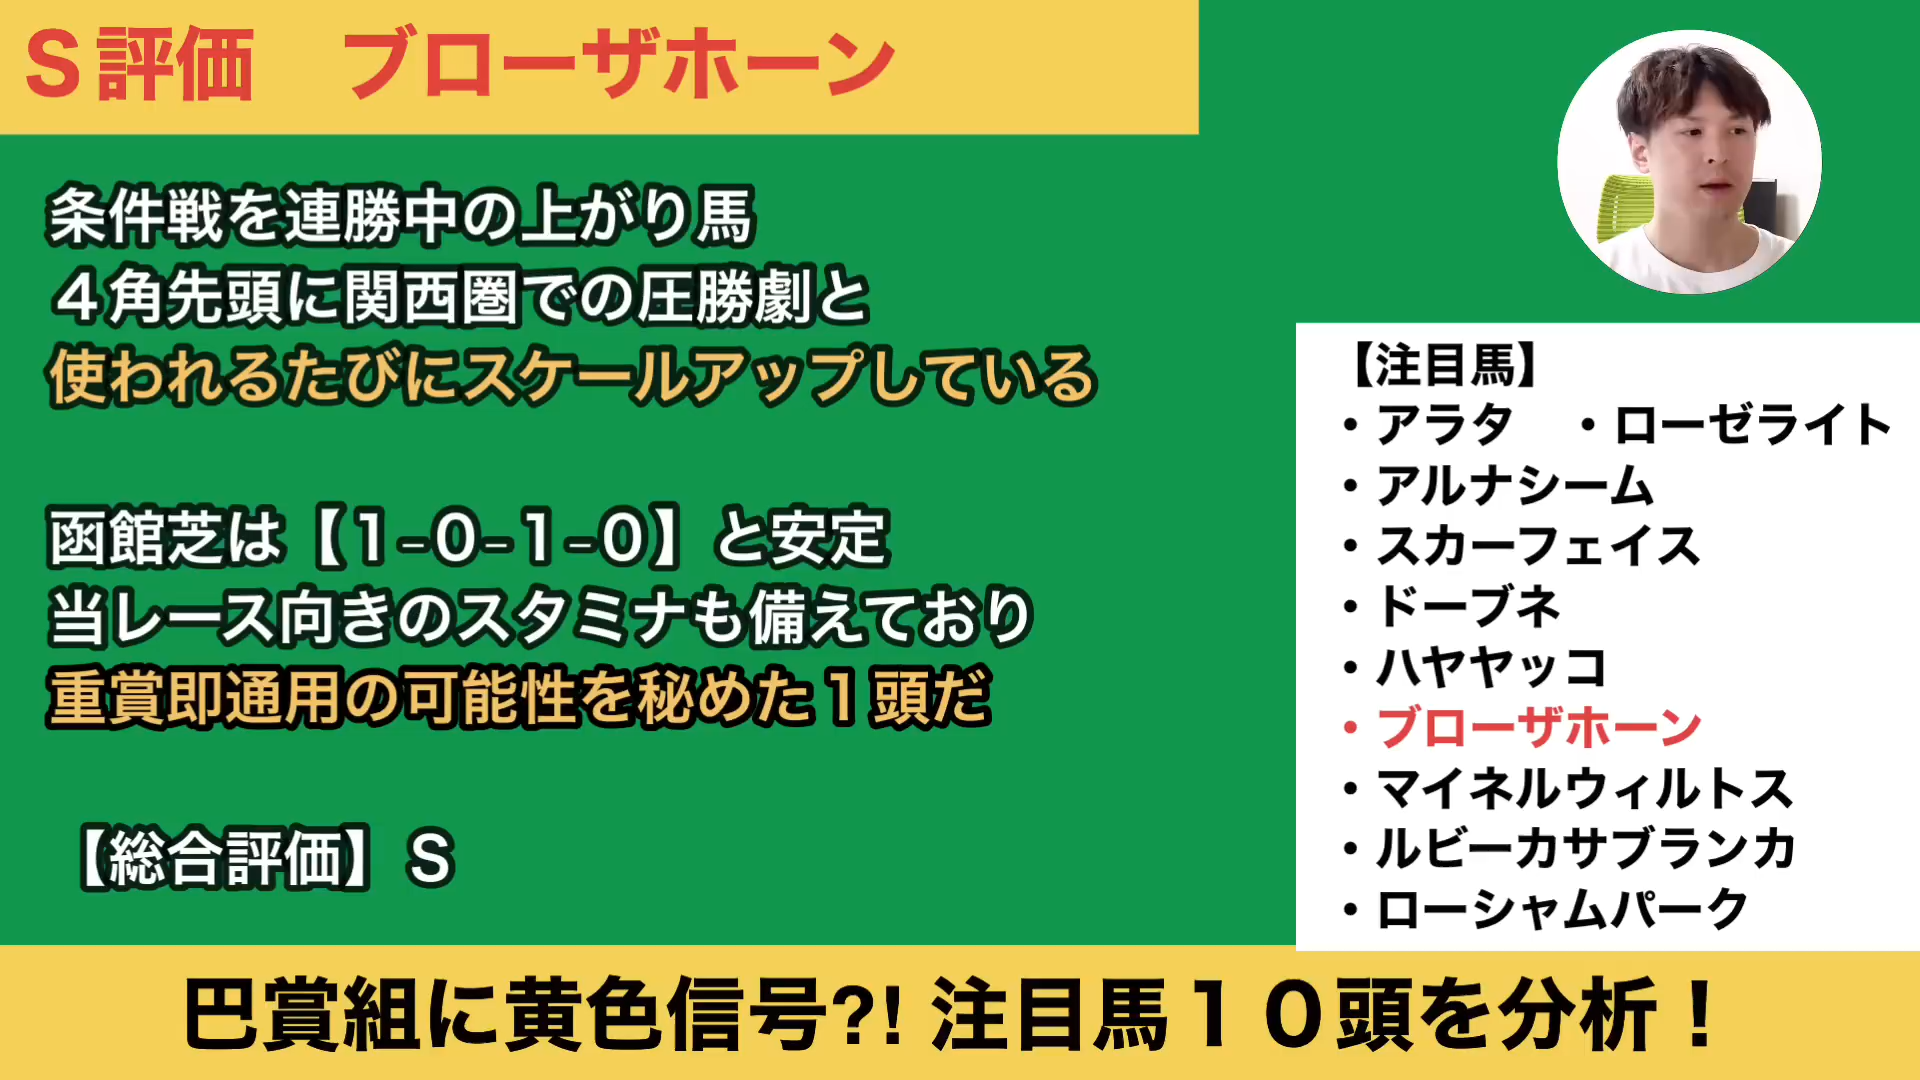 S評価　ブローザホーン
条件戦を連勝中の上がり馬
４角先頭に関西圏での圧勝劇と
使われるたびにスケールアップしている
函館芝は【１-０-１-０】と安定
当レース向きのスタミナも備えており
重賞即通用の可能性を秘めた１頭だ
【総合評価】S
【注目馬】
・アラタ　・ローゼライト
・アルナシーム
・スカーフェイス
・ドーブネ
・ハヤヤッコ
・ブローザホーン
・マイネルウィルトス
・ルビーカサブランカ
・ローシャムパーク
巴賞組に黄色信号?! 注目馬１０頭を分析！